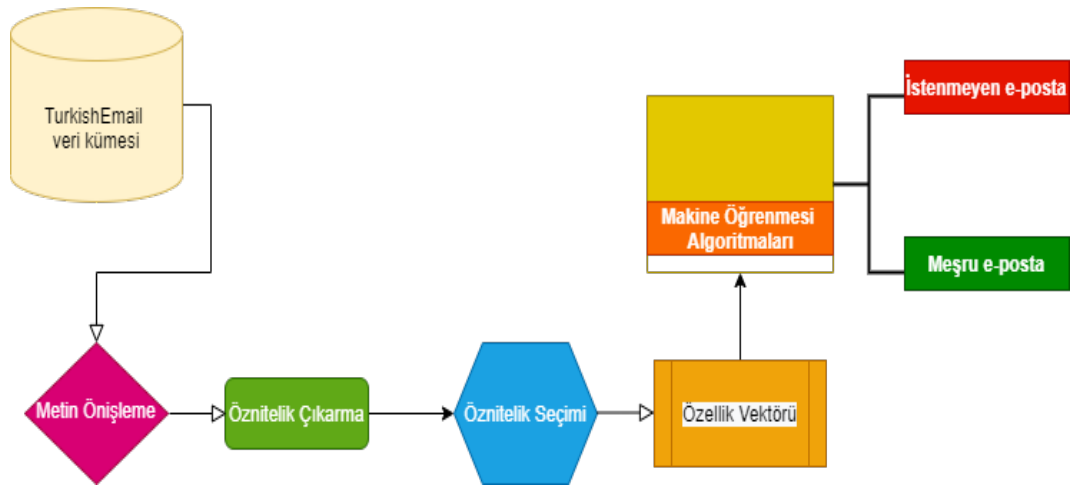 TurkishEmail
veri kümesi
Metin Önişleme
Öznitelik Çıkarma
Öznitelik Seçimi
Özellik Vektörü
Makine Öğrenmesi
Algoritmaları
İstenmeyen e-posta
Meşru e-posta